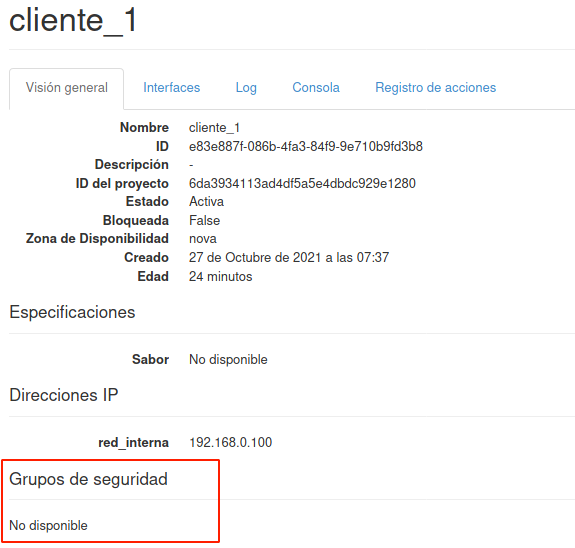 cliente_1
Visión general Interfaces Log Consola Registro de acciones
Nombre cliente_1
ID e83e887f-086b-4fa3-84f9-9e710b9fd3b8
Descripción -
ID del proyecto 6da3934113ad4df5a5e4dbdc929e1280
Estado Activa
Bloqueada False
Zona de Disponibilidad nova
Creado 27 de Octubre de 2021 a las 07:37
Edad 24 minutos
Especificaciones
Sabor No disponible
Direcciones IP
red_interna 192.168.0.100
Grupos de seguridad
No disponible